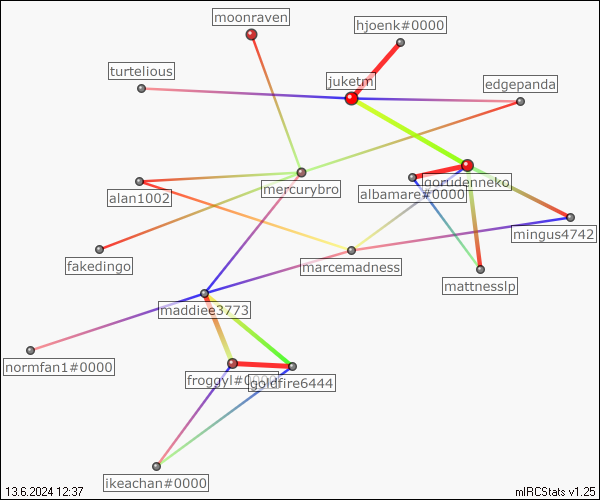 moonraven
hjoenk#0000
turtelious
juketm
edgepanda
mercurybro
alan1002
norudenneko
albamare#0000
mingus4742
fakedingo
marcemadness
mattnesslp
maddiee3773
normfan1#0000
froggyl#0000
goldfire6444
ikeachan#0000
13.6.2024 12:37
mIRCStats v1.25